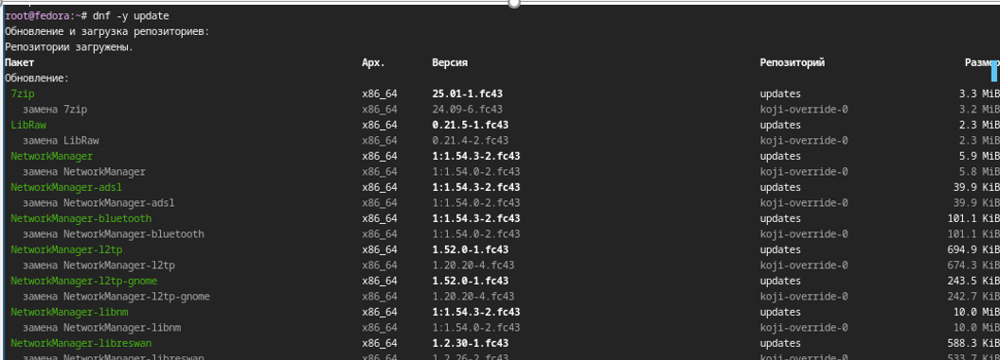 root@fedora:~# dnf -y update
Обновление и загрузка репозиториев:
Репозитории загружены.
Пакет Арх. Версия Репозиторий Размер
Обновление:
7zip x86_64 25.01-1.fc43 updates 3.3 MiB
замена 7zip x86_64 24.09-6.fc43 koji-override-0 3.2 MiB
LibRaw x86_64 0.21.5-1.fc43 updates 2.3 MiB
замена LibRaw x86_64 0.21.4-2.fc43 koji-override-0 2.3 MiB
NetworkManager x86_64 1:1.54.3-2.fc43 updates 5.9 MiB
замена NetworkManager x86_64 1:1.54.0-2.fc43 koji-override-0 5.8 MiB
NetworkManager-adsl x86_64 1:1.54.3-2.fc43 updates 39.9 KiB
замена NetworkManager-adsl x86_64 1:1.54.0-2.fc43 koji-override-0 39.9 KiB
NetworkManager-bluetooth x86_64 1:1.54.3-2.fc43 updates 101.1 KiB
замена NetworkManager-bluetooth x86_64 1:1.54.0-2.fc43 koji-override-0 101.1 KiB
NetworkManager-l2tp x86_64 1.52.0-1.fc43 updates 694.9 KiB
замена NetworkManager-l2tp x86_64 1.20.20-4.fc43 koji-override-0 674.3 KiB
NetworkManager-l2tp-gnome x86_64 1.52.0-1.fc43 updates 243.5 KiB
замена NetworkManager-l2tp-gnome x86_64 1.20.20-4.fc43 koji-override-0 242.7 KiB
NetworkManager-libnm x86_64 1:1.54.3-2.fc43 updates 10.0 MiB
замена NetworkManager-libnm x86_64 1:1.54.0-2.fc43 koji-override-0 10.0 MiB
NetworkManager-libreswan x86_64 1.2.30-1.fc43 updates 588.3 KiB
замена NetworkManager-libreswan x86_64 1.2.26-2.fc43 koji-override-0 533.7 KiB